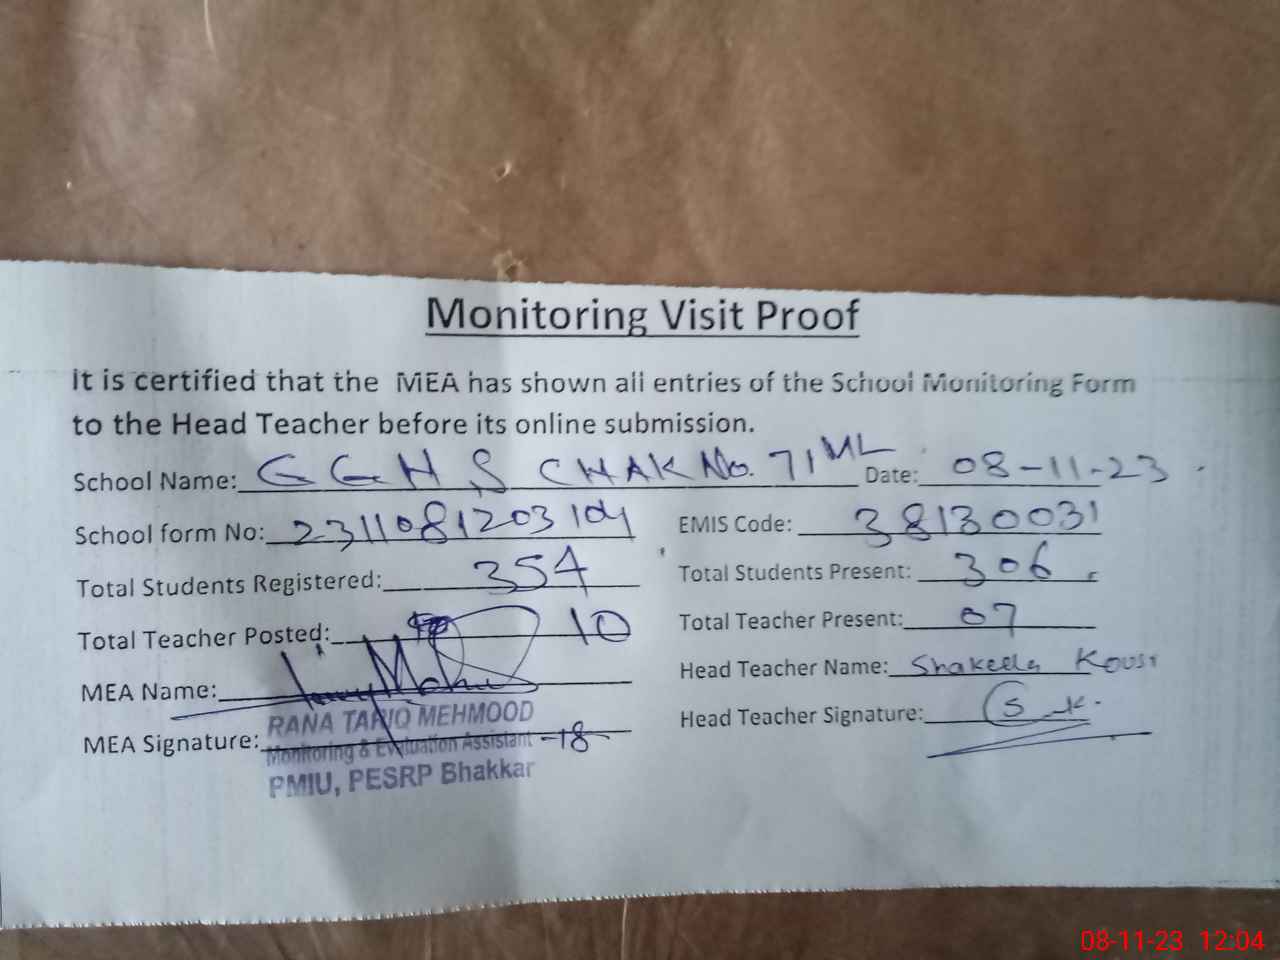 Monitoring Visit Proof
It is certified that the MEA has shown all entries of the School Monitoring Form
to the Head Teacher before its online submission.
School Name: GGHS CHAK No. 71 ML Date: 08-11-23
School form No: EMIS Code: 38130031
Total Students Registered: 354 Total Students Present: 306
Total Teacher Posted: 10 Total Teacher Present: 07
MEA Name: Head Teacher Name: Shakeela
MEA Signature: Head Teacher Signature: S.K.
RANA TARIQ MEHMOOD
Monitoring & Evaluation Assistant -18
PMIU, PESRP Bhakkar
08-11-23 12:04